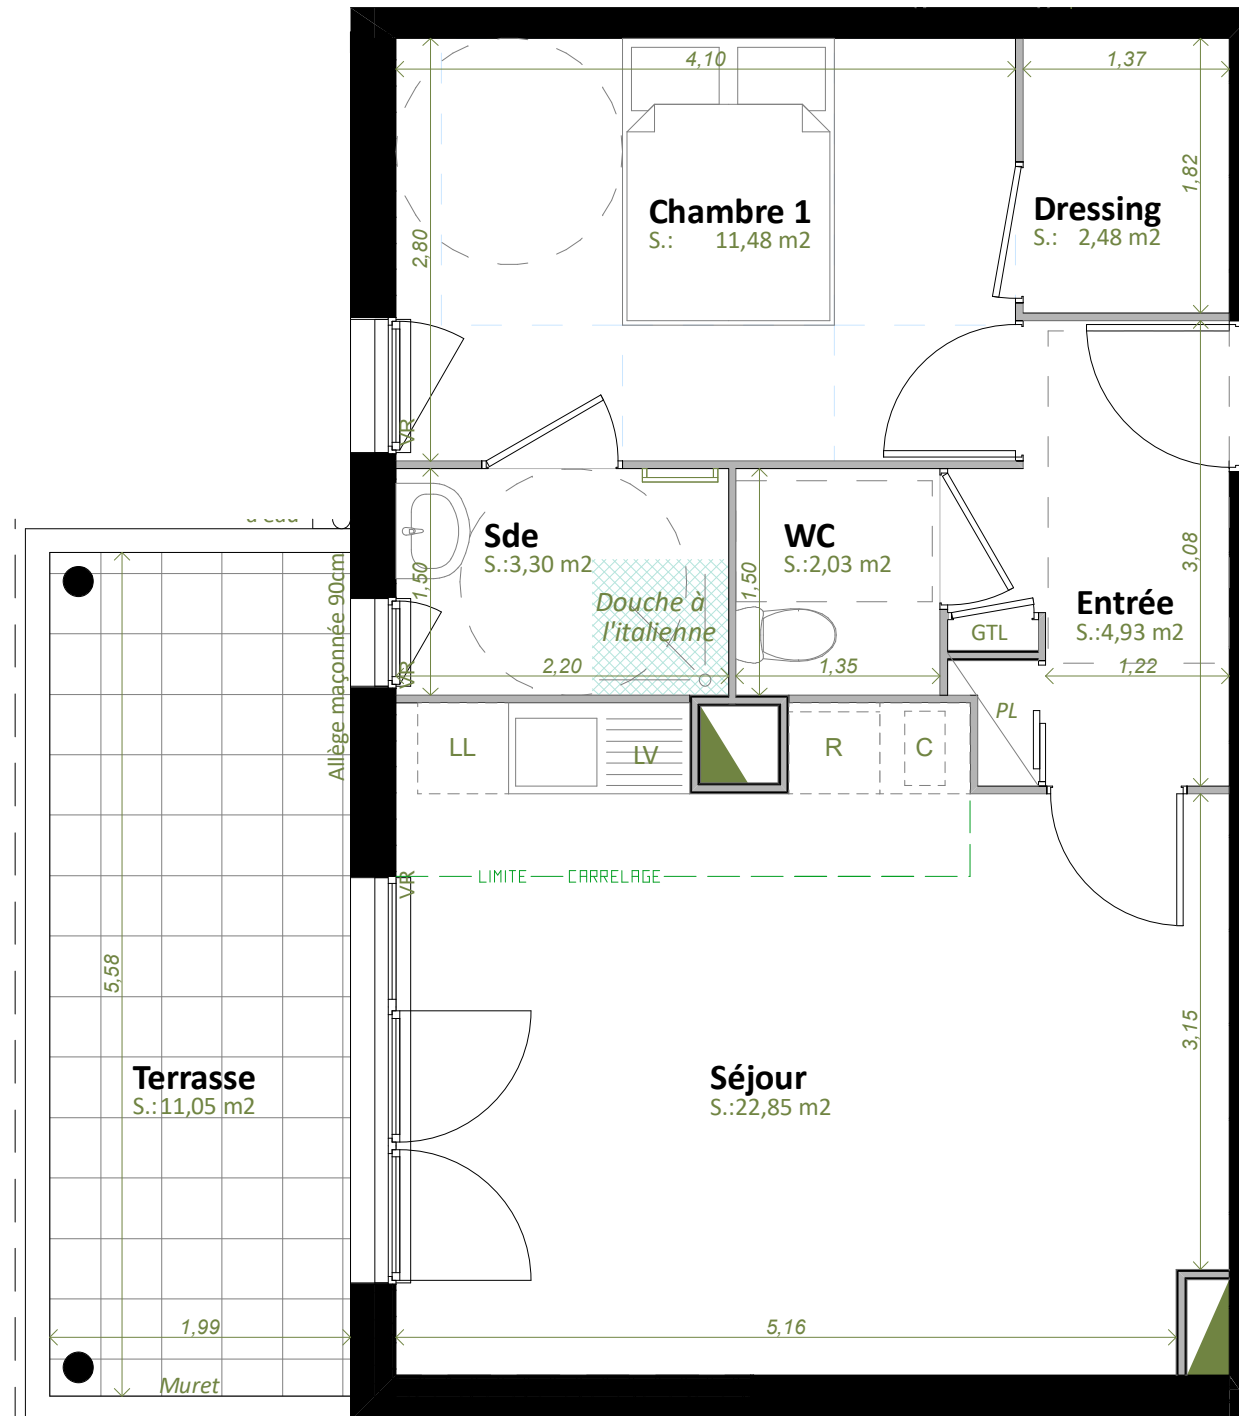 4,10
1,37
1,82
Chambre 1
S.: 11,48 m2
Dressing
S.: 2,48 m2
2,80
VR
d'eau
Sde
S.:3,30 m2
WC
S.:2,03 m2
1,50
1,50
3,08
Allège maçonnée 90cm
Douche à
l'italienne
Entrée
S.:4,93 m2
GTL
2,20
1,35
1,22
VR
PL
LL
LV
R
C
VR
LIMITE CARRELAGE
5,58
3,15
Terrasse
S.:11,05 m2
Séjour
S.:22,85 m2
1,99
5,16
Muret